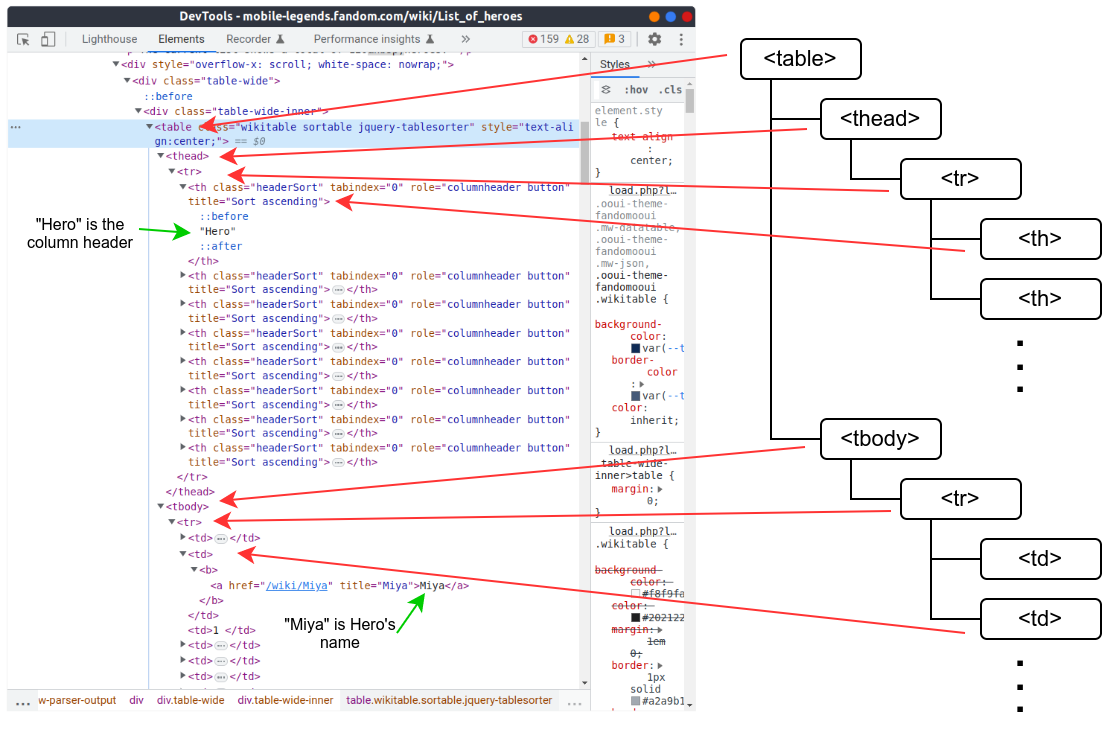 DevTools - mobile-legends.fandom.com/wiki/List_of_heroes
Lighthouse Elements Recorder Performance insights » 159 28 3
<div style="overflow-x: scroll; white-space: nowrap;">
<div class="table-wide">
::before
<div class="table-wide-inner">
<table class="wikitable sortable jquery-tablesorter" style="text-ali
gn:center;"> == $0
<thead>
<tr>
<th class="headerSort" tabindex="0" role="columnheader button"
title="Sort ascending">
::before
"Hero"
::after
</th>
<th class="headerSort" tabindex="0" role="columnheader button"
title="Sort ascending">…</th>
<th class="headerSort" tabindex="0" role="columnheader button"
title="Sort ascending">…</th>
<th class="headerSort" tabindex="0" role="columnheader button"
title="Sort ascending">…</th>
<th class="headerSort" tabindex="0" role="columnheader button"
title="Sort ascending">…</th>
<th class="headerSort" tabindex="0" role="columnheader button"
title="Sort ascending">…</th>
<th class="headerSort" tabindex="0" role="columnheader button"
title="Sort ascending">…</th>
<th class="headerSort" tabindex="0" role="columnheader button"
title="Sort ascending">…</th>
</tr>
</thead>
<tbody>
<tr>
<td>…</td>
<td>
<b>
<a href="/wiki/Miya" title="Miya">Miya</a>
</b>
</td>
<td>1 </td>
<td>…</td>
<td>…</td>
<td>…</td>
... w-parser-output div div.table-wide div.table-wide-inner table.wikitable.sortable.jquery-tablesorter ...
"Hero" is the
column header
"Miya" is Hero's
name
Styles »
:hov .cls
element.sty
le {
text-align
:
center;
}
load.php?l…
.ooui-theme-
fandomooui
.mw-datatable,
.ooui-theme-
fandomooui
.mw-json,
.ooui-theme-
fandomooui
.wikitable {
background-
color:
var(--t
border-
color
:
var(--t
color:
inherit;
}
load.php?l…
.table-wide-
inner>table {
margin:
0;
}
load.php?l…
.wikitable {
background-
color:
#f8f9fa
color:
#202122
margin:
1em
0;
border:
1px
solid
#a2a9b1
<table>
<thead>
<tr>
<th>
<th>
<tbody>
<tr>
<td>
<td>